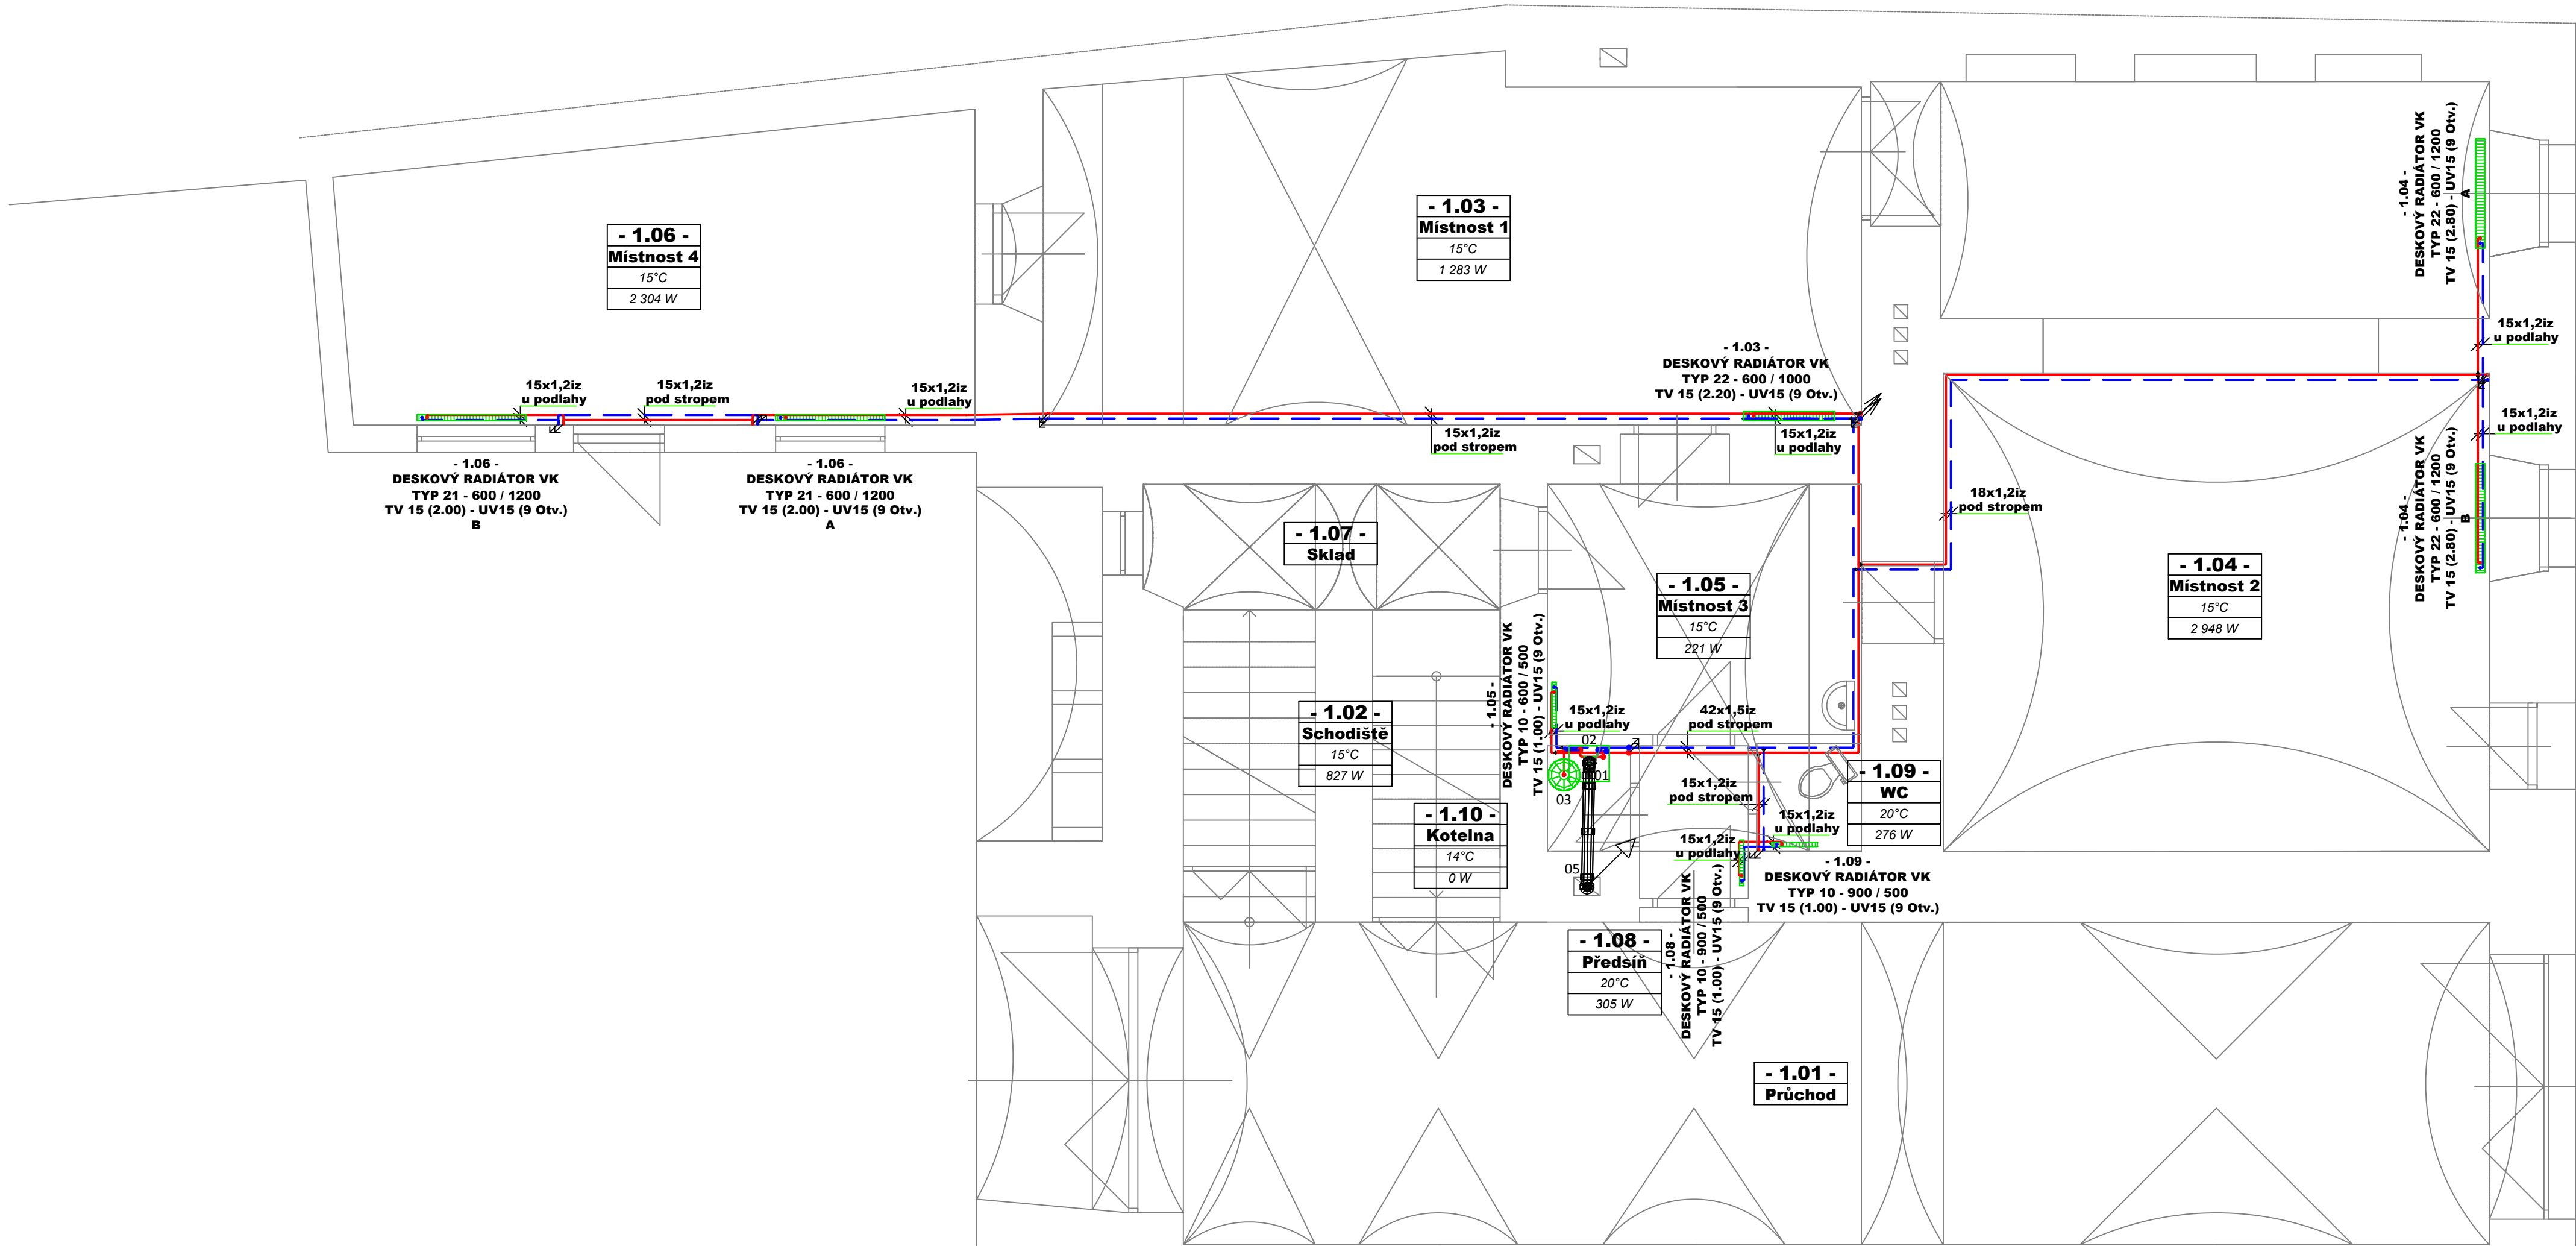 - 1.06 -
Místnost 4
15°C
2 304 W
- 1.03 -
Místnost 1
15°C
1 283 W
- 1.04 -
DESKOVÝ RADIÁTOR VK
TYP 22 - 600 / 1200
TV 15 (2.80) - UV15 (9 Otv.)
A
15x1,2iz
u podlahy
- 1.03 -
DESKOVÝ RADIÁTOR VK
TYP 22 - 600 / 1000
TV 15 (2.20) - UV15 (9 Otv.)
15x1,2iz
u podlahy
15x1,2iz
pod stropem
15x1,2iz
u podlahy
15x1,2iz
pod stropem
15x1,2iz
u podlahy
15x1,2iz
u podlahy
- 1.06 -
DESKOVÝ RADIÁTOR VK
TYP 21 - 600 / 1200
TV 15 (2.00) - UV15 (9 Otv.)
B
- 1.06 -
DESKOVÝ RADIÁTOR VK
TYP 21 - 600 / 1200
TV 15 (2.00) - UV15 (9 Otv.)
A
- 1.04 -
DESKOVÝ RADIÁTOR VK
TYP 22 - 600 / 1200
TV 15 (2.80) - UV15 (9 Otv.)
B
18x1,2iz
pod stropem
- 1.07 -
Sklad
- 1.05 -
Místnost 3
15°C
221 W
- 1.04 -
Místnost 2
15°C
2 948 W
- 1.05 -
DESKOVÝ RADIÁTOR VK
TYP 10 - 600 / 500
TV 15 (1.00) - UV15 (9 Otv.)
- 1.02 -
Schodiště
15°C
827 W
15x1,2iz
u podlahy
42x1,5iz
pod stropem
02
01
03
15x1,2iz
pod stropem
- 1.09 -
WC
20°C
276 W
- 1.10 -
Kotelna
14°C
0 W
15x1,2iz
u podlahy
15x1,2iz
u podlahy
05
- 1.09 -
DESKOVÝ RADIÁTOR VK
TYP 10 - 900 / 500
TV 15 (1.00) - UV15 (9 Otv.)
- 1.08 -
Předsíň
20°C
305 W
- 1.08 -
DESKOVÝ RADIÁTOR VK
TYP 10 - 900 / 500
TV 15 (1.00) - UV15 (9 Otv.)
- 1.01 -
Průchod